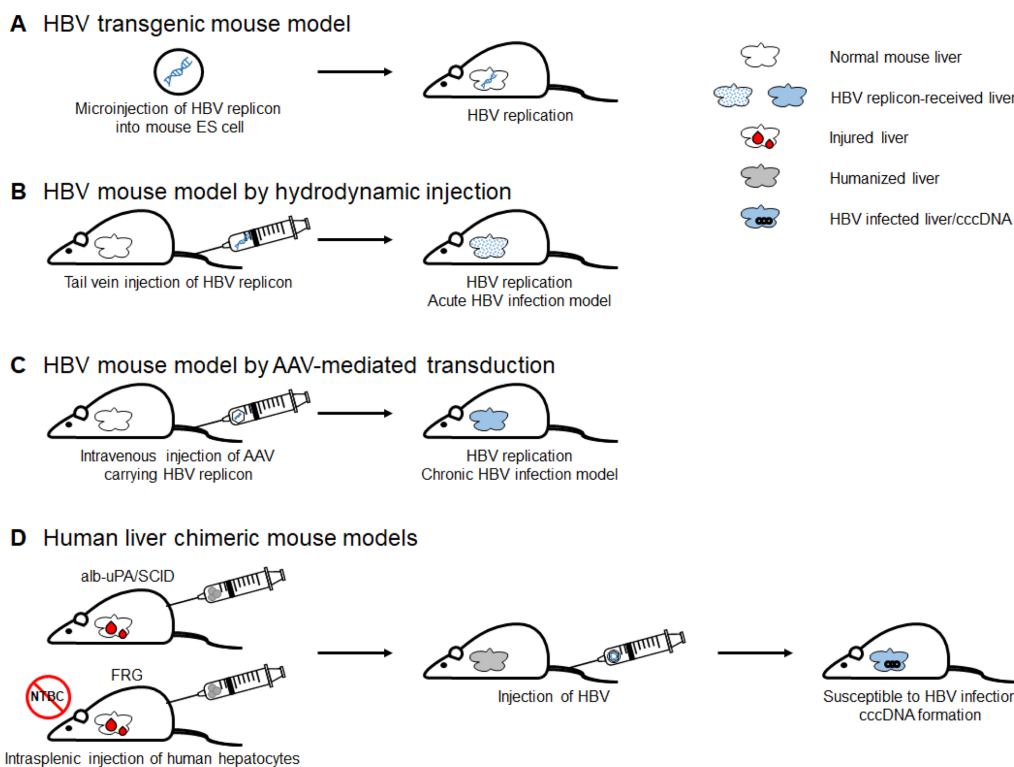 A HBV transgenic mouse model
Microinjection of HBV replicon
into mouse ES cell
HBV replication
Normal mouse liver
HBV replicon-received liver
Injured liver
Humanized liver
HBV infected liver/cccDNA
B HBV mouse model by hydrodynamic injection
Tail vein injection of HBV replicon
HBV replication
Acute HBV infection model
C HBV mouse model by AAV-mediated transduction
Intravenous injection of AAV
carrying HBV replicon
HBV replication
Chronic HBV infection model
D Human liver chimeric mouse models
alb-uPA/SCID
FRG
NTBC
Intrasplenic injection of human hepatocytes
Injection of HBV
Susceptible to HBV infection
cccDNA formation